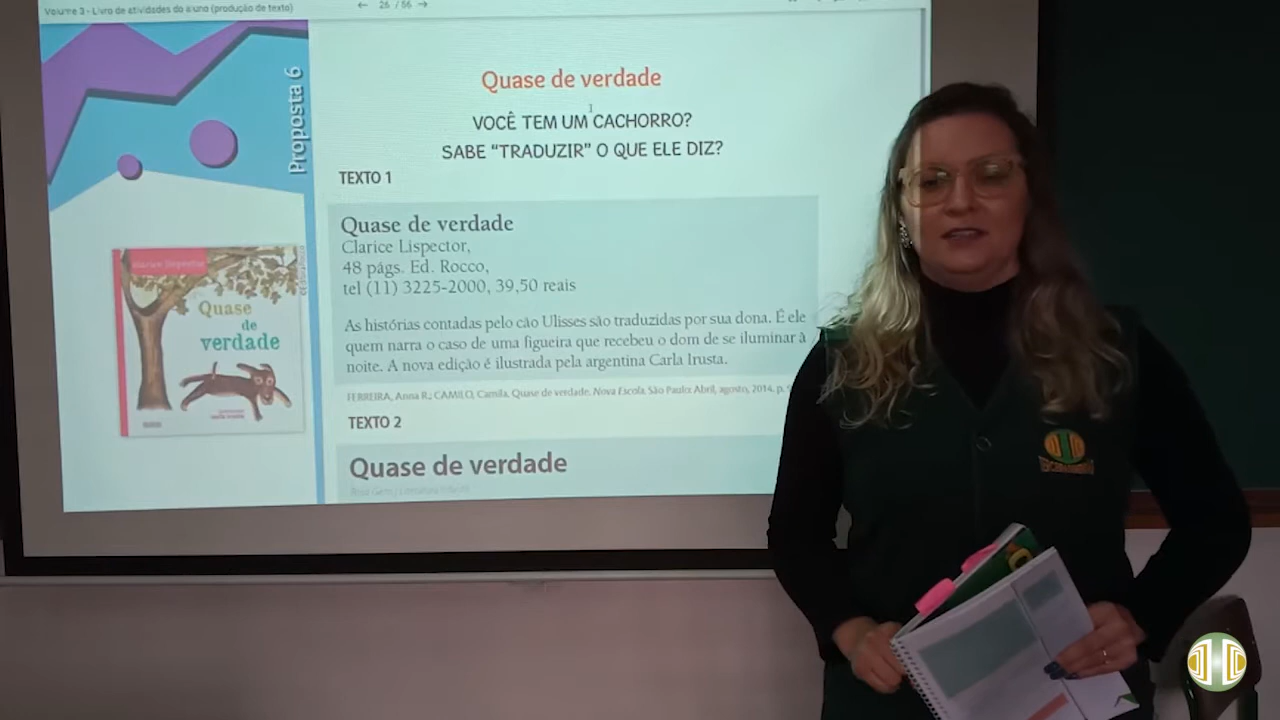 Volume 3 - Livro de atividades do aluno (produção de texto)
← 26 / 56 →
Proposta 6
Quase de verdade
VOCÊ TEM UM CACHORRO?
SABE "TRADUZIR" O QUE ELE DIZ?
TEXTO 1
Quase de verdade
Clarice Lispector,
48 págs. Ed. Rocco,
tel (11) 3225-2000, 39,50 reais
As histórias contadas pelo cão Ulisses são traduzidas por sua dona. É ele
quem narra o caso de uma figueira que recebeu o dom de se iluminar à
noite. A nova edição é ilustrada pela argentina Carla Irusta.
FERREIRA, Anna R.; CAMILO, Camila. Quase de verdade. Nova Escola. São Paulo: Abril, agosto, 2014. p.
TEXTO 2
Quase de verdade
Clarice Lispector
Quase
de
verdade